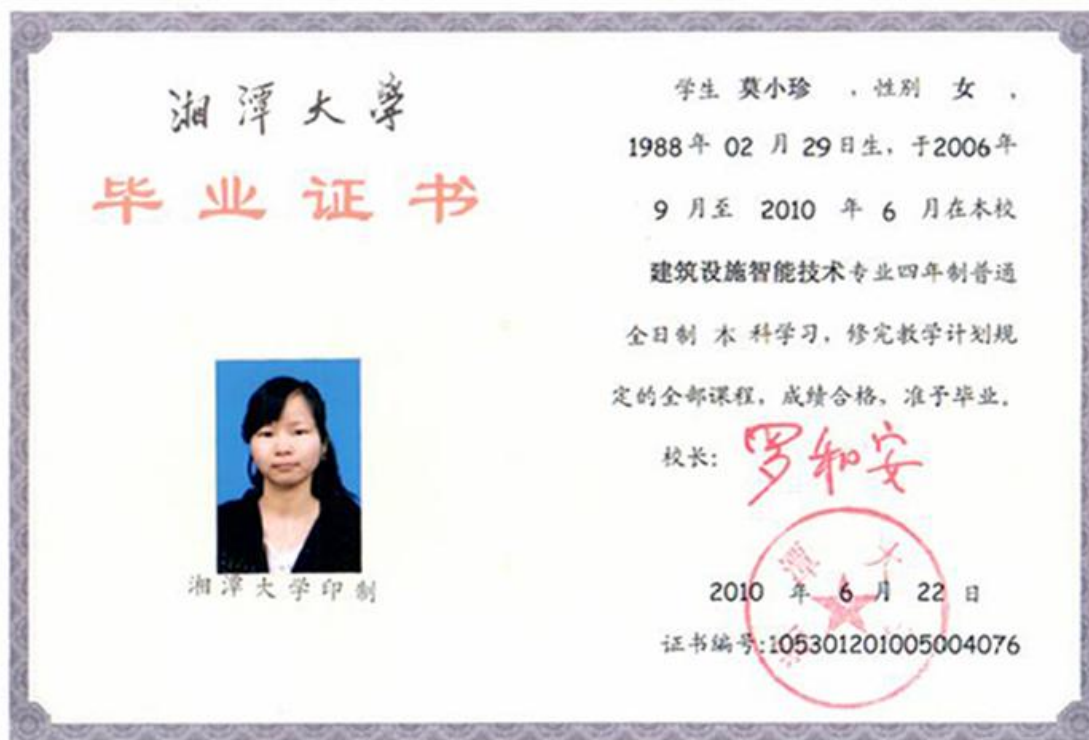 湘潭大學
毕业证书
湘潭大学印制
学生 莫小珍 ，性别 女 ，
1988年 02 月 29日生，于2006年
9 月至 2010 年 6 月在本校
建筑设施智能技术专业四年制普通
全日制 本 科学习，修完教学计划规
定的全部课程，成绩合格，准予毕业。
校长：罗和安
湘潭大学
2010 年 6 月 22 日
证书编号:105301201005004076